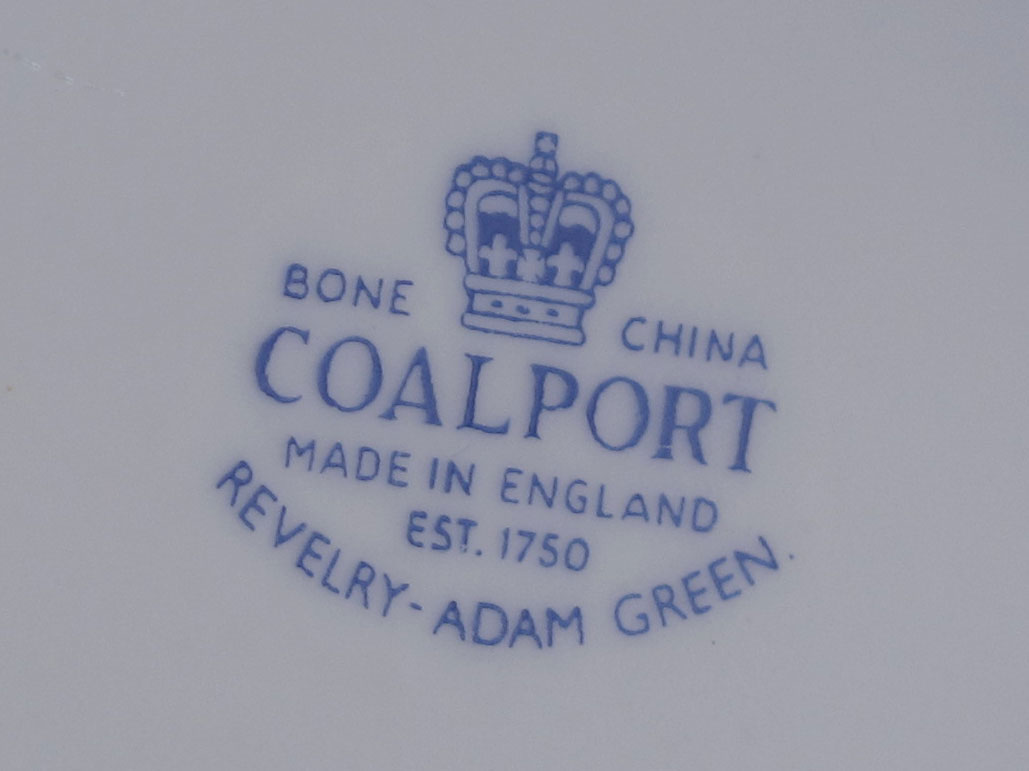 BONE CHINA
COALPORT
MADE IN ENGLAND
EST. 1750
REVELRY-ADAM GREEN.